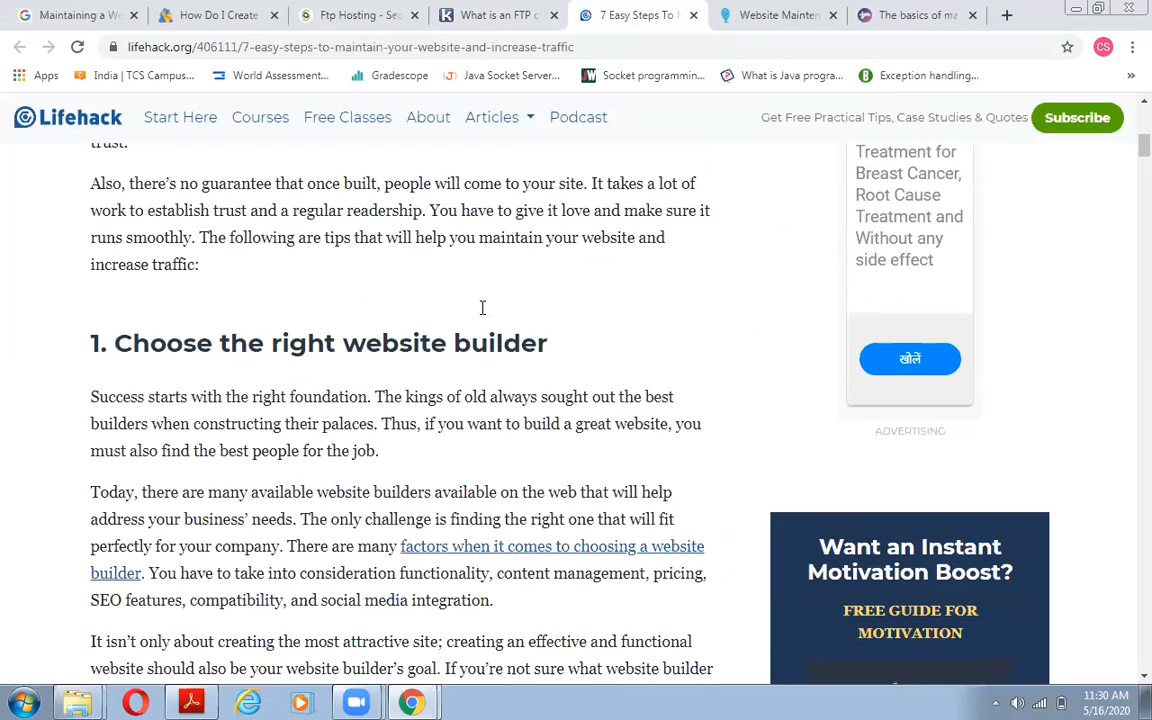 Maintaining a W
How Do I Create
Ftp Hosting - Sec
What is an FTP c
7 Easy Steps To
Website Mainten
The basics of m
lifehack.org/406111/7-easy-steps-to-maintain-your-website-and-increase-traffic
CS
Apps
India | TCS Campus...
World Assessment...
Gradescope
Java Socket Server...
Socket programmin...
What is Java progra...
Exception handling...
»
Lifehack
Start Here
Courses
Free Classes
About
Articles
Podcast
Get Free Practical Tips, Case Studies & Quotes
Subscribe
trust.
Also, there's no guarantee that once built, people will come to your site. It takes a lot of
work to establish trust and a regular readership. You have to give it love and make sure it
runs smoothly. The following are tips that will help you maintain your website and
increase traffic:
1. Choose the right website builder
Success starts with the right foundation. The kings of old always sought out the best
builders when constructing their palaces. Thus, if you want to build a great website, you
must also find the best people for the job.
Today, there are many available website builders available on the web that will help
address your business' needs. The only challenge is finding the right one that will fit
perfectly for your company. There are many factors when it comes to choosing a website
builder. You have to take into consideration functionality, content management, pricing,
SEO features, compatibility, and social media integration.
It isn't only about creating the most attractive site; creating an effective and functional
website should also be your website builder's goal. If you're not sure what website builder
Treatment for
Breast Cancer,
Root Cause
Treatment and
Without any
side effect
खोलें
ADVERTISING
Want an Instant
Motivation Boost?
FREE GUIDE FOR
MOTIVATION
11:30 AM
5/16/2020